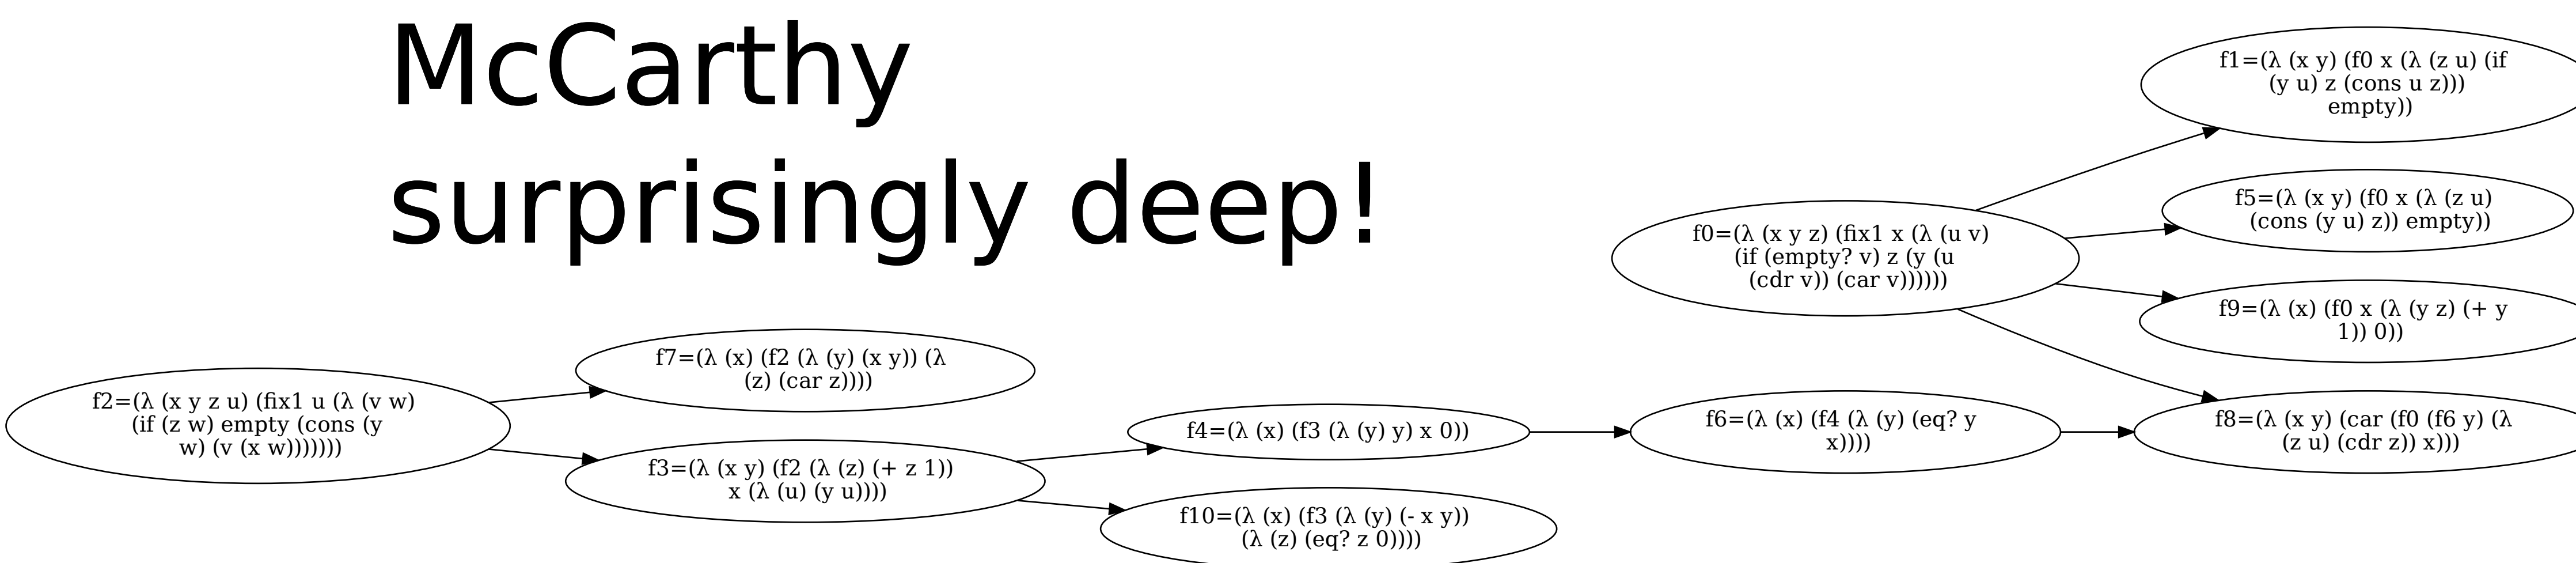 McCarthy
surprisingly deep!
f1=(λ (x y) (f0 x (λ (z u) (if
(y u) z (cons u z)))
empty))
f5=(λ (x y) (f0 x (λ (z u)
(cons (y u) z)) empty))
f0=(λ (x y z) (fix1 x (λ (u v)
(if (empty? v) z (y (u
(cdr v)) (car v))))))
f9=(λ (x) (f0 x (λ (y z) (+ y
1)) 0))
f7=(λ (x) (f2 (λ (y) (x y)) (λ
(z) (car z))))
f2=(λ (x y z u) (fix1 u (λ (v w)
(if (z w) empty (cons (y
w) (v (x w)))))))
f4=(λ (x) (f3 (λ (y) y) x 0))
f6=(λ (x) (f4 (λ (y) (eq? y
x))))
f8=(λ (x y) (car (f0 (f6 y) (λ
(z u) (cdr z)) x)))
f3=(λ (x y) (f2 (λ (z) (+ z 1))
x (λ (u) (y u))))
f10=(λ (x) (f3 (λ (y) (- x y))
(λ (z) (eq? z 0))))